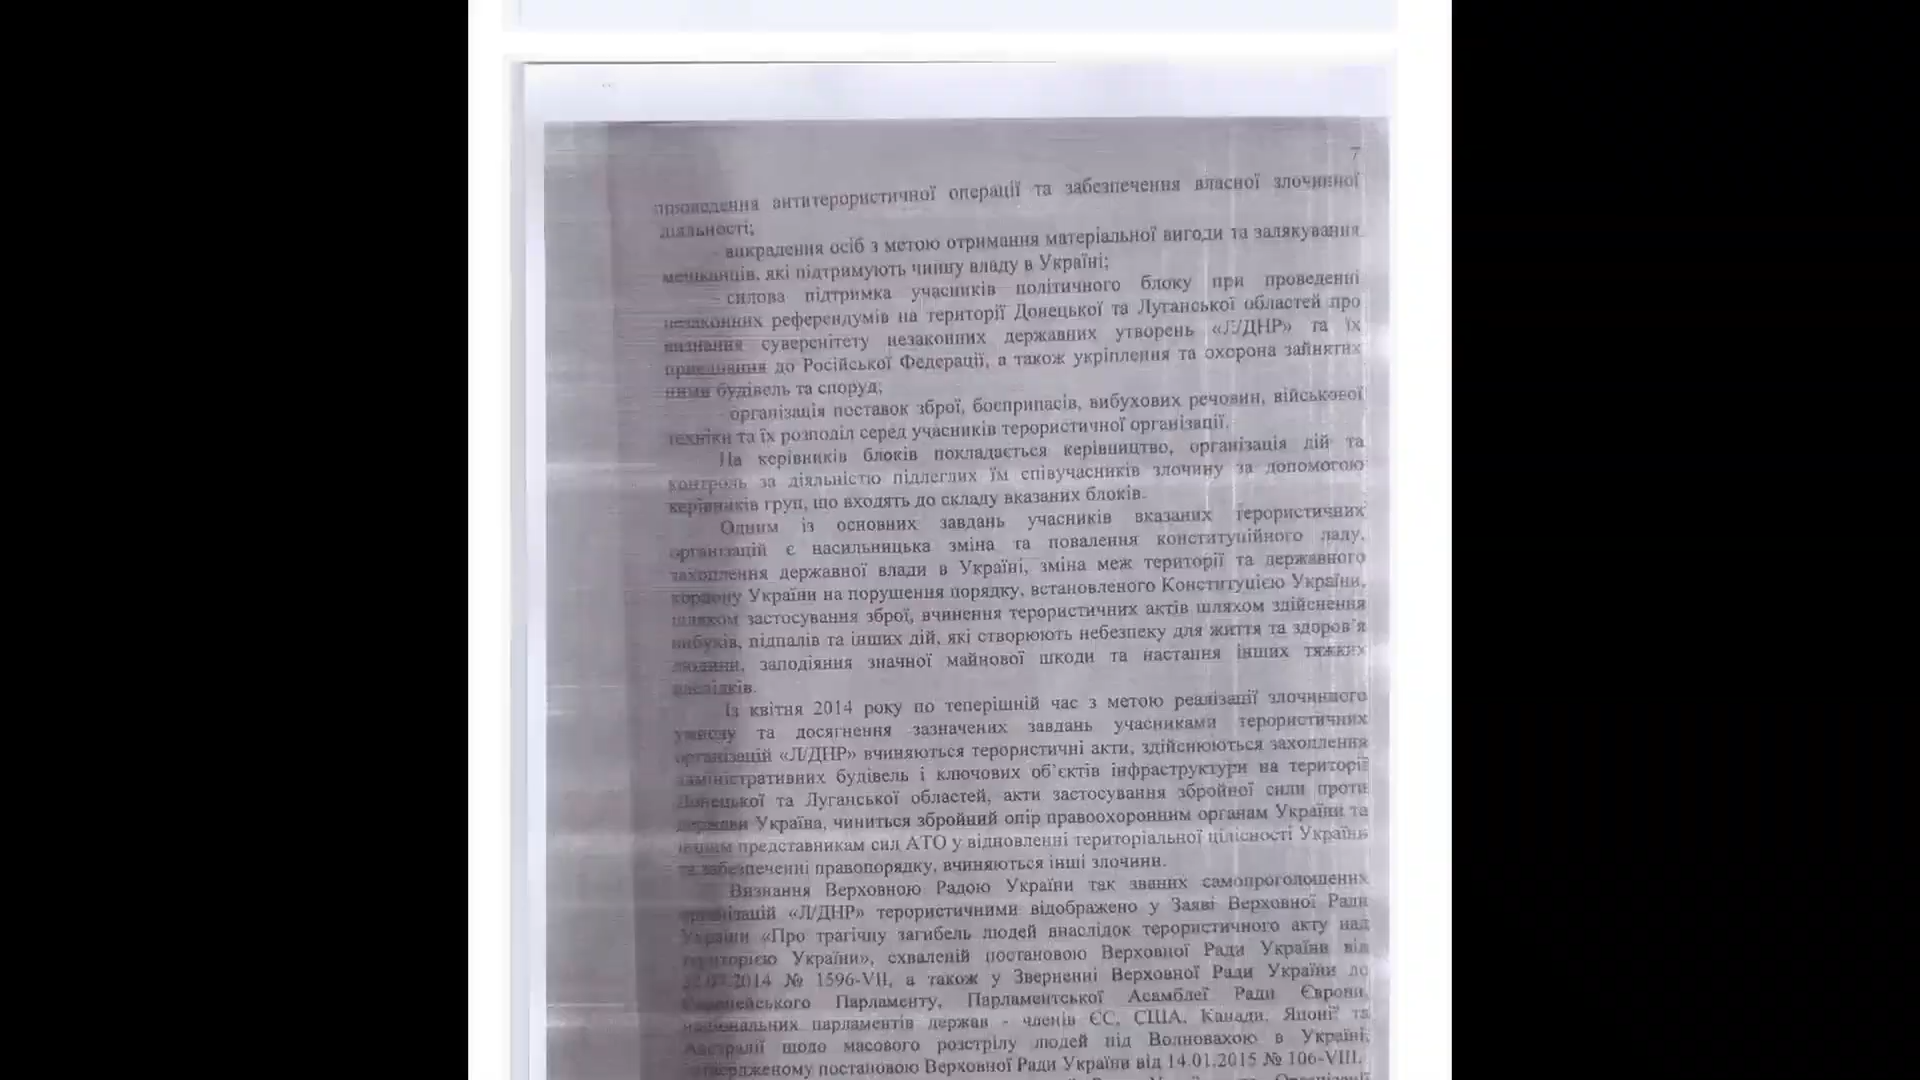 7
проведення антитерористичної операції та забезпечення власної злочинної
діяльності;
- викрадення осіб з метою отримання матеріальної вигоди та залякування
мешканців, які підтримують чинну владу в Україні;
- силова підтримка учасників політичного блоку при проведенні
незаконних референдумів на території Донецької та Луганської областей про
визнання суверенітету незаконних державних утворень «Л/ДНР» та їх
приєднання до Російської Федерації, а також укріплення та охорона зайнятих
ними будівель та споруд;
- організація поставок зброї, боєприпасів, вибухових речовин, військової
техніки та їх розподіл серед учасників терористичної організації.
На керівників блоків покладається керівництво, організація дій та
контроль за діяльністю підлеглих їм співучасників злочину за допомогою
керівників груп, що входять до складу вказаних блоків.
Одним із основних завдань учасників вказаних терористичних
організацій є насильницька зміна та повалення конституційного ладу,
захоплення державної влади в Україні, зміна меж території та державного
кордону України на порушення порядку, встановленого Конституцією України,
шляхом застосування зброї, вчинення терористичних актів шляхом здійснення
вибухів, підпалів та інших дій, які створюють небезпеку для життя та здоров’я
людини, заподіяння значної майнової шкоди та настання інших тяжких
наслідків.
Із квітня 2014 року по теперішній час з метою реалізації злочинного
умислу та досягнення зазначених завдань учасниками терористичних
організацій «Л/ДНР» вчиняються терористичні акти, здійснюються захоплення
адміністративних будівель і ключових об’єктів інфраструктури на території
Донецької та Луганської областей, акти застосування збройної сили проти
держави Україна, чиниться збройний опір правоохоронним органам України та
іншим представникам сил АТО у відновленні територіальної цілісності України
та забезпеченні правопорядку, вчиняються інші злочини.
Визнання Верховною Радою України так званих самопроголошених
організацій «Л/ДНР» терористичними відображено у Заяві Верховної Ради
України «Про трагічну загибель людей внаслідок терористичного акту над
територією України», схваленій постановою Верховної Ради України від
22.07.2014 № 1596-VII, а також у Зверненні Верховної Ради України до
Європейського Парламенту, Парламентської Асамблеї Ради Європи,
національних парламентів держав - членів ЄС, США, Канади, Японії та
Австралії щодо масового розстрілу людей під Волновахою в Україні,
затвердженому постановою Верховної Ради України від 14.01.2015 № 106-VIII.